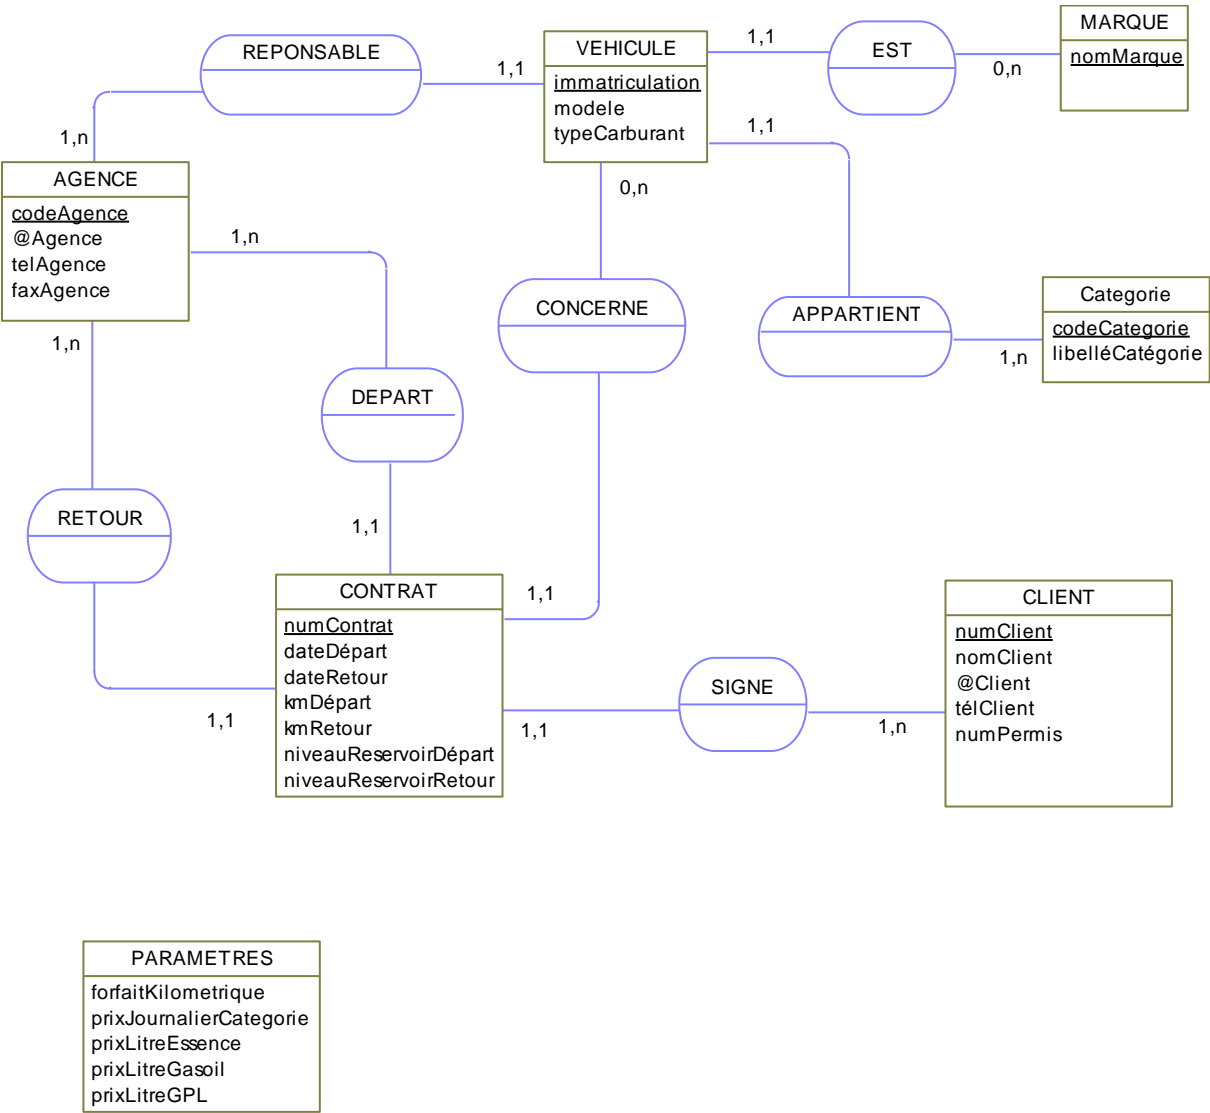 REPONSABLE
1,1
1,n
VEHICULE
immatriculation
modele
typeCarburant
1,1
EST
0,n
MARQUE
nomMarque
1,1
0,n
AGENCE
codeAgence
@Agence
telAgence
faxAgence
1,n
1,n
CONCERNE
APPARTIENT
1,n
Categorie
codeCategorie
libelléCatégorie
DEPART
1,1
RETOUR
1,1
CONTRAT
numContrat
dateDépart
dateRetour
kmDépart
kmRetour
niveauReservoirDépart
niveauReservoirRetour
1,1
1,1
SIGNE
1,n
CLIENT
numClient
nomClient
@Client
télClient
numPermis
PARAMETRES
forfaitKilometrique
prixJournalierCategorie
prixLitreEssence
prixLitreGasoil
prixLitreGPL